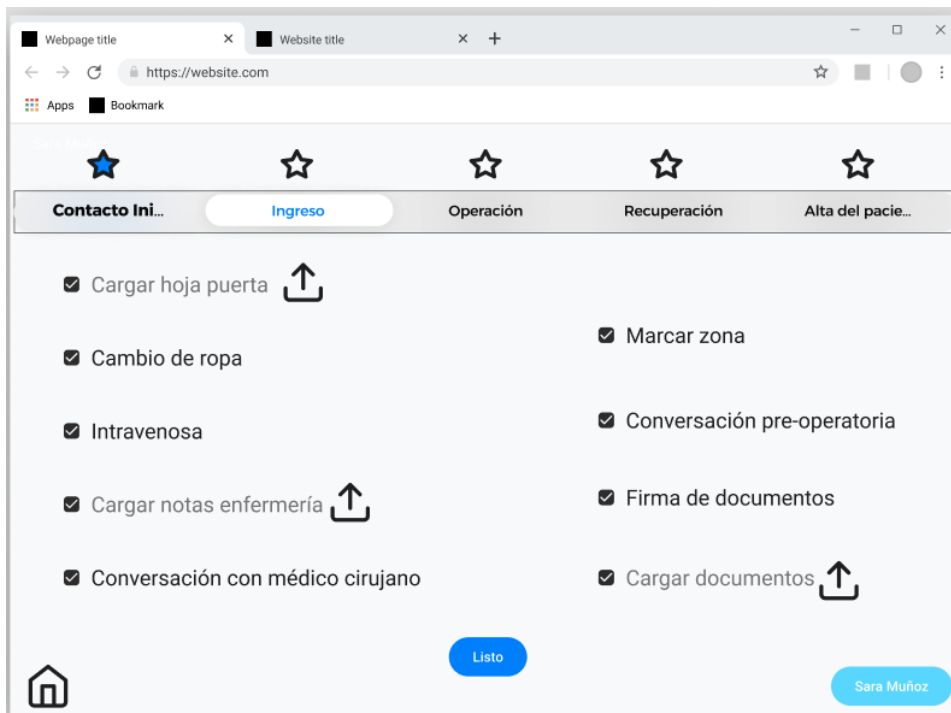 Webpage title
Website title
https://website.com
Apps
Bookmark
Sara Muñoz
Contacto Ini...
Ingreso
Operación
Recuperación
Alta del pacie...
Cargar hoja puerta
Cambio de ropa
Intravenosa
Cargar notas enfermería
Conversación con médico cirujano
Marcar zona
Conversación pre-operatoria
Firma de documentos
Cargar documentos
Listo
Sara Muñoz